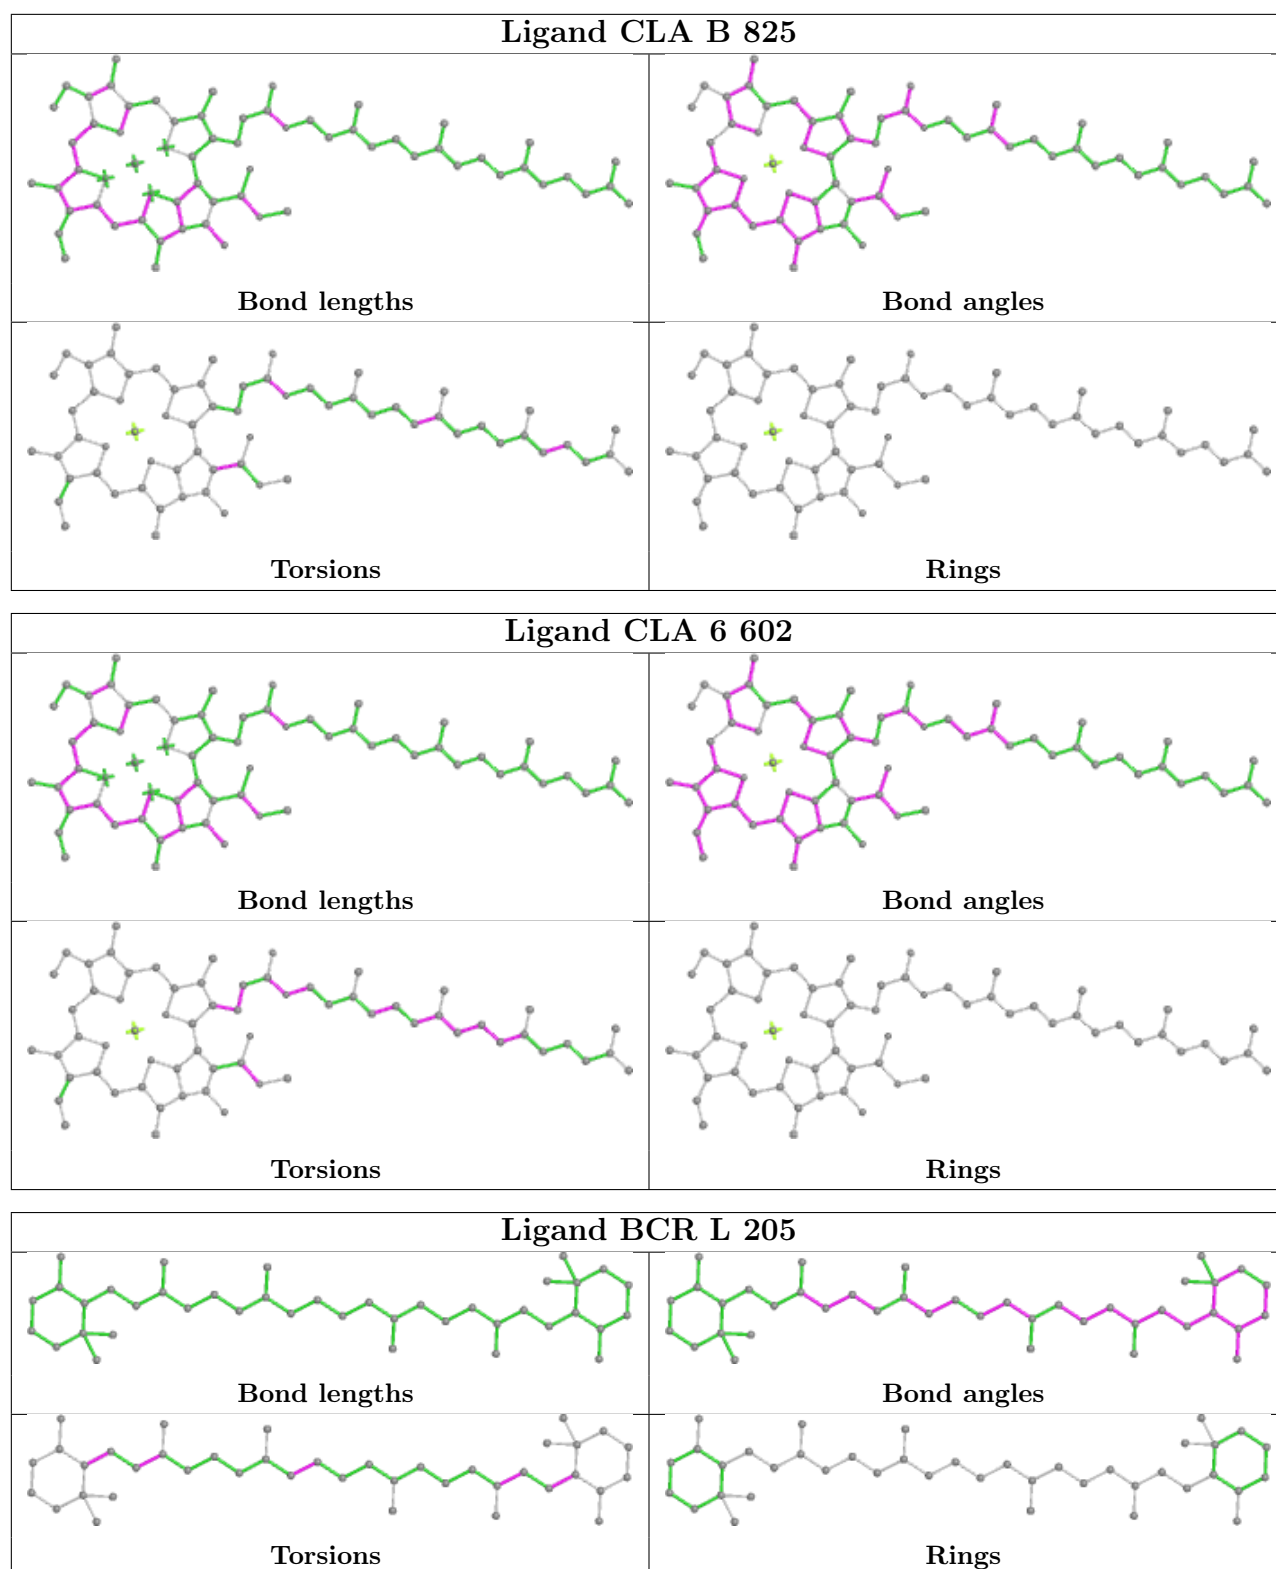 Ligand CLA B 825
Bond lengths
Bond angles
Torsions
Rings
Ligand CLA 6 602
Bond lengths
Bond angles
Torsions
Rings
Ligand BCR L 205
Bond lengths
Bond angles
Torsions
Rings